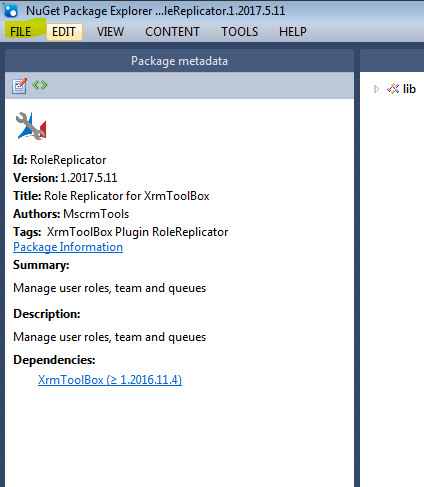 NuGet Package Explorer ...leReplicator.1.2017.5.11
FILE EDIT VIEW CONTENT TOOLS HELP
Package metadata
lib
Id: RoleReplicator
Version: 1.2017.5.11
Title: Role Replicator for XrmToolBox
Authors: MscrmTools
Tags: XrmToolBox Plugin RoleReplicator
Package Information
Summary:
Manage user roles, team and queues
Description:
Manage user roles, team and queues
Dependencies:
XrmToolBox (≥ 1.2016.11.4)